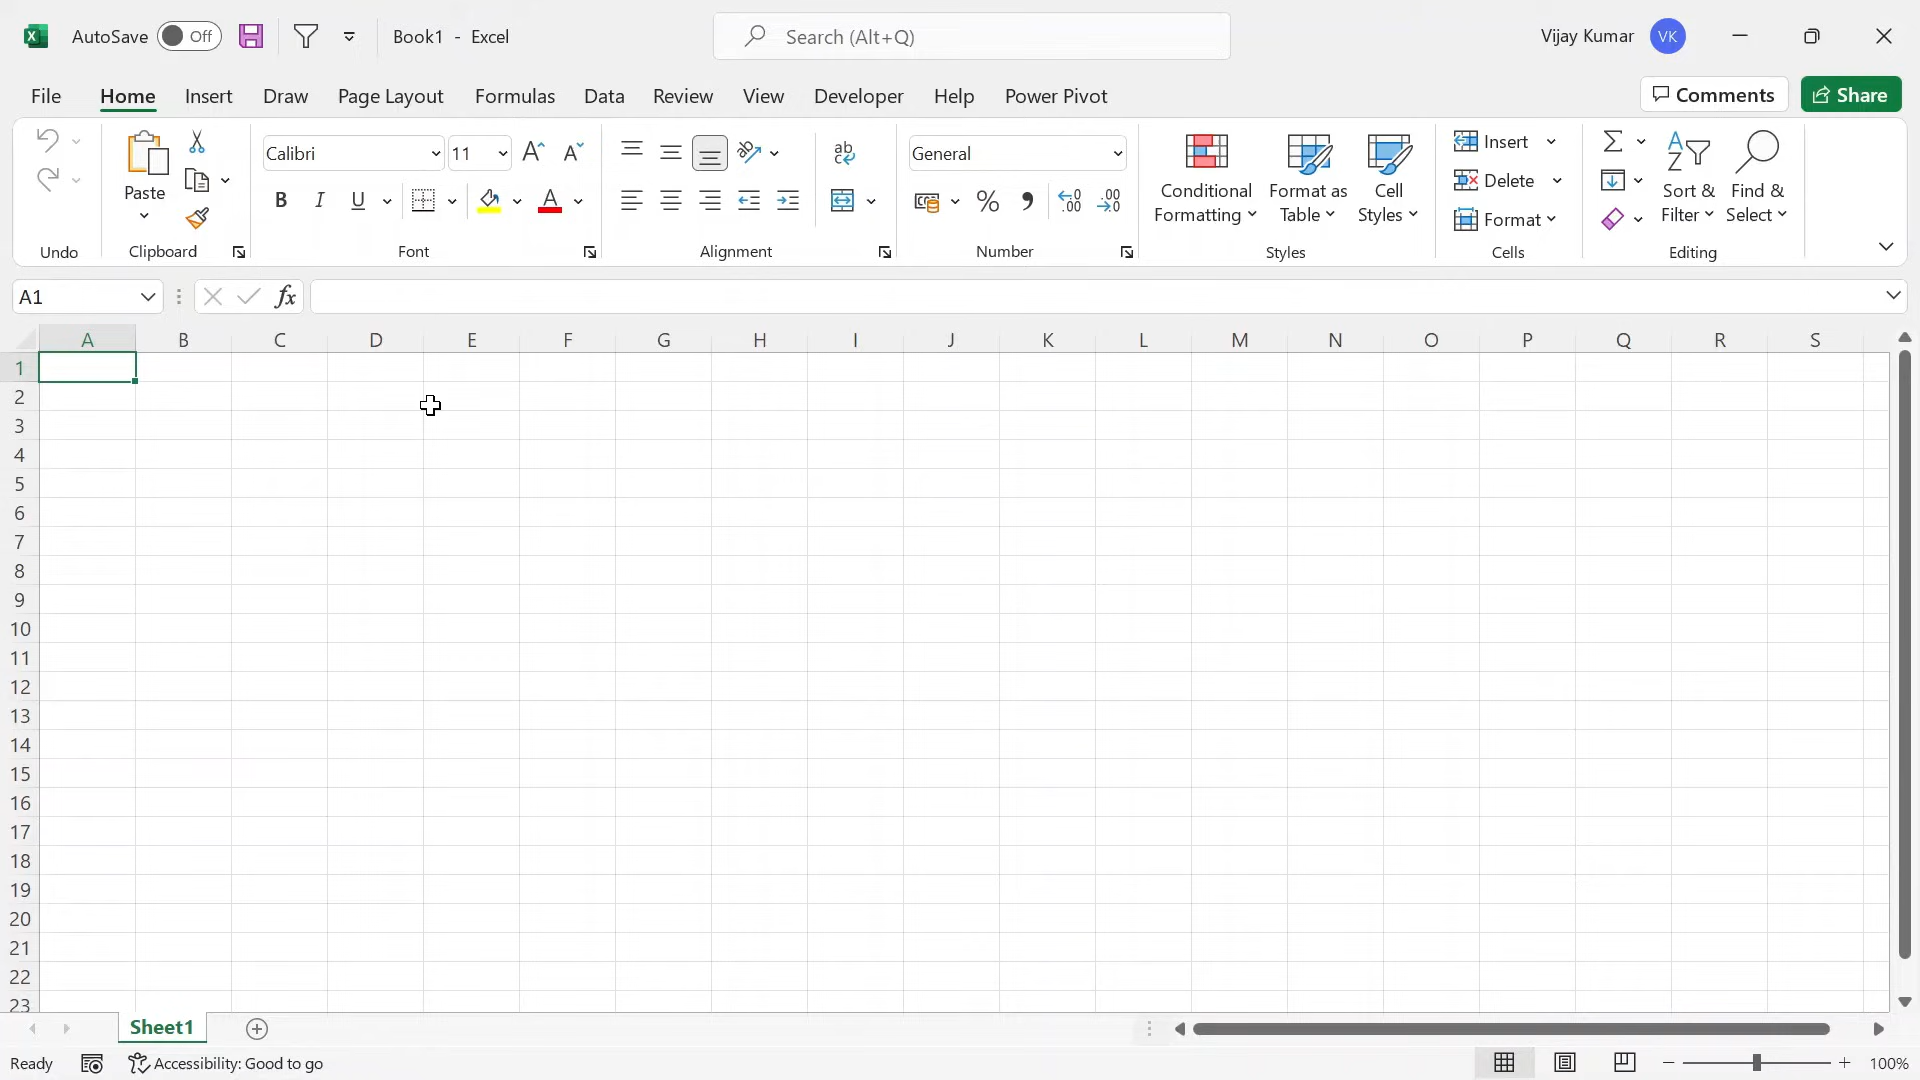 AutoSave Off Book1 - Excel Search (Alt+Q) Vijay Kumar VK
File Home Insert Draw Page Layout Formulas Data Review View Developer Help Power Pivot Comments Share
Calibri 11 ab General Insert
Paste Conditional Format as Cell Delete Sort & Find &
B I U A % Formatting Table Styles Format Filter Select
Undo Clipboard Font Alignment Number Styles Cells Editing
A1 fx
A B C D E F G H I J K L M N O P Q R S
1
2
3
4
5
6
7
8
9
10
11
12
13
14
15
16
17
18
19
20
21
22
23
Sheet1
Ready Accessibility: Good to go 100%